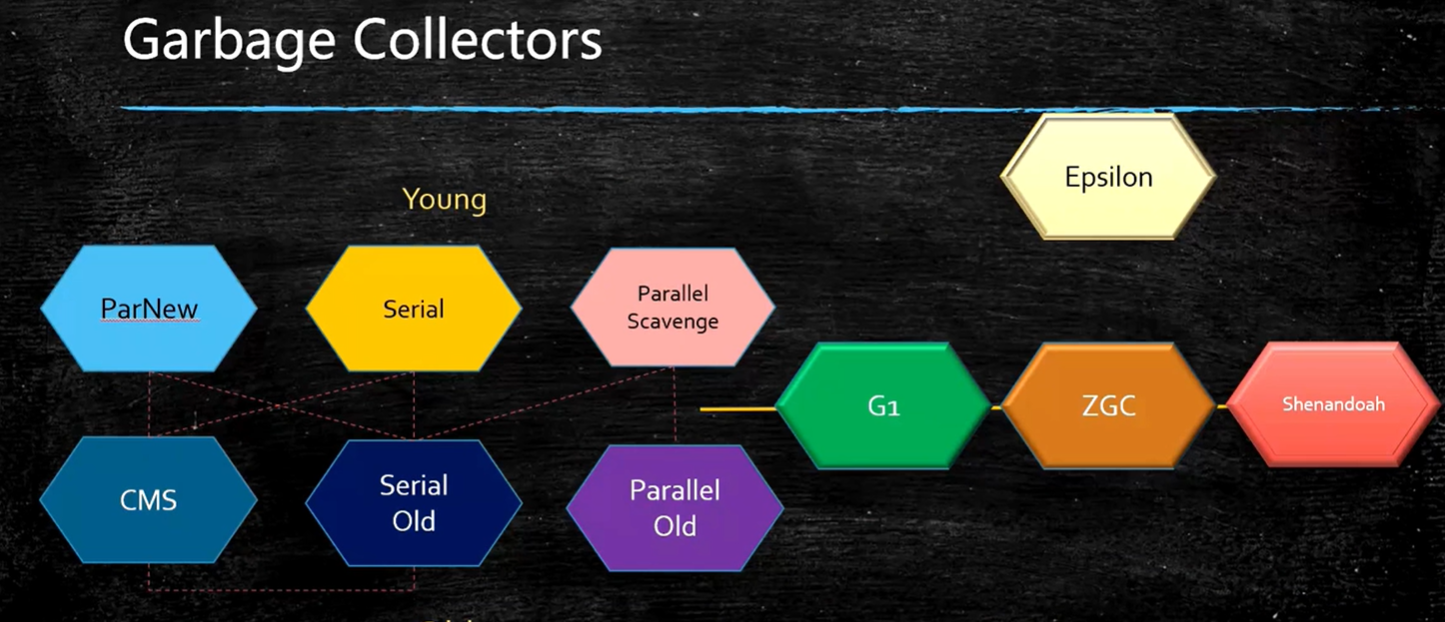 Garbage Collectors
Epsilon
Young
ParNew
Serial
Parallel
Scavenge
G1
ZGC
Shenandoah
CMS
Serial
Old
Parallel
Old